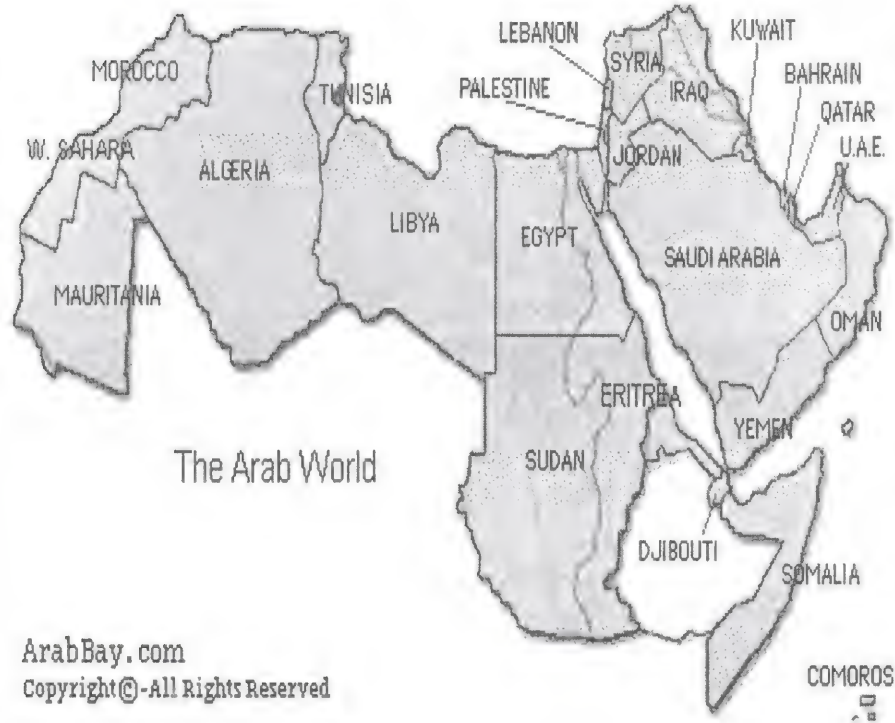 LEBANON
KUWAIT
SYRIA
MOROCCO
BAHRAIN
TUNISIA
PALESTINE
IRAQ
QATAR
W. SAHARA
JORDAN
U.A.E.
ALGERIA
LIBYA
EGYPT
SAUDI ARABIA
MAURITANIA
OMAN
ERITREA
YEMEN
The Arab World
SUDAN
DJIBOUTI
SOMALIA
ArabBay.com
COMOROS
Copyright©-All Rights Reserved